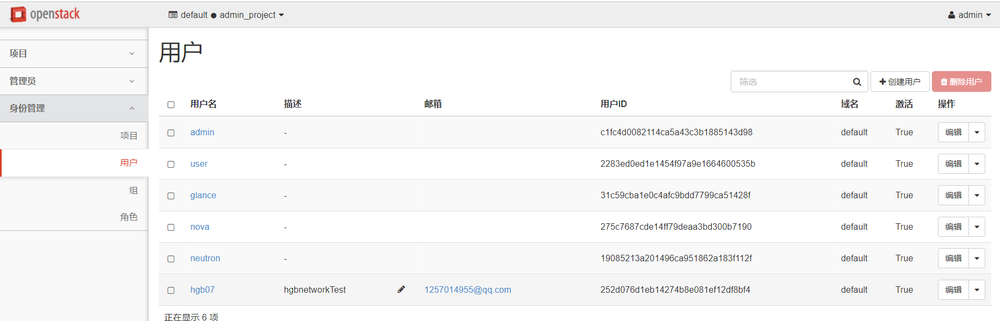 openstack
default ● admin_project
admin
项目
管理员
身份管理
项目
用户
组
角色
用户
筛选
创建用户
删除用户
用户名 描述 邮箱 用户ID 域名 激活 操作
admin - c1fc4d0082114ca5a43c3b1885143d98 default True 编辑
user - 2283ed0ed1e1454f97a9e1664600535b default True 编辑
glance - 31c59cba1e0c4afc9bdd7799ca51428f default True 编辑
nova - 275c7687cde14ff79deaa3bd300b7190 default True 编辑
neutron - 19085213a201496ca951862a183f112f default True 编辑
hgb07 hgbnetworkTest 1257014955@qq.com 252d076d1eb14274b8e081ef12df8bf4 default True 编辑
正在显示 6 项